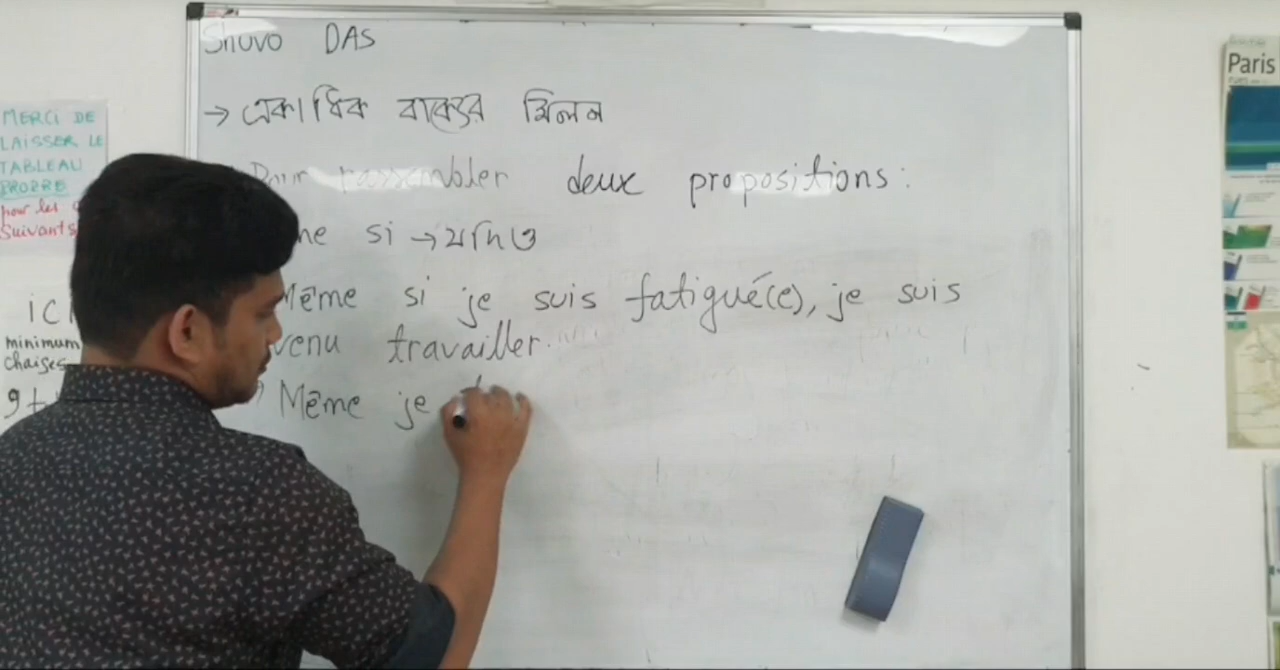 Shuvo DAS
→ একাধিক বাক্যের মিলন
Pour rassembler deux propositions:
si → যদিও
Même si je suis fatigué(e), je suis
venu travailler.
Même je
MERCI DE
LAISSER LE
TABLEAU
PROPRE
pour les
suivants
minimum
chaises
Paris